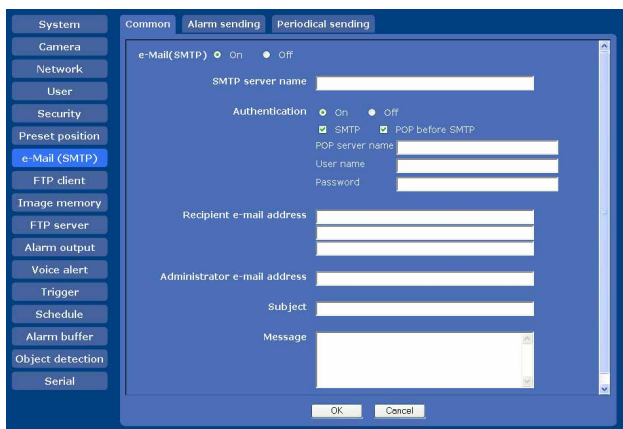 System
Camera
Network
User
Security
Preset position
e-Mail (SMTP)
FTP client
Image memory
FTP server
Alarm output
Voice alert
Trigger
Schedule
Alarm buffer
Object detection
Serial
Common Alarm sending Periodical sending
e-Mail(SMTP) On Off
SMTP server name
Authentication On Off
SMTP POP before SMTP
POP server name
User name
Password
Recipient e-mail address
Administrator e-mail address
Subject
Message
OK Cancel